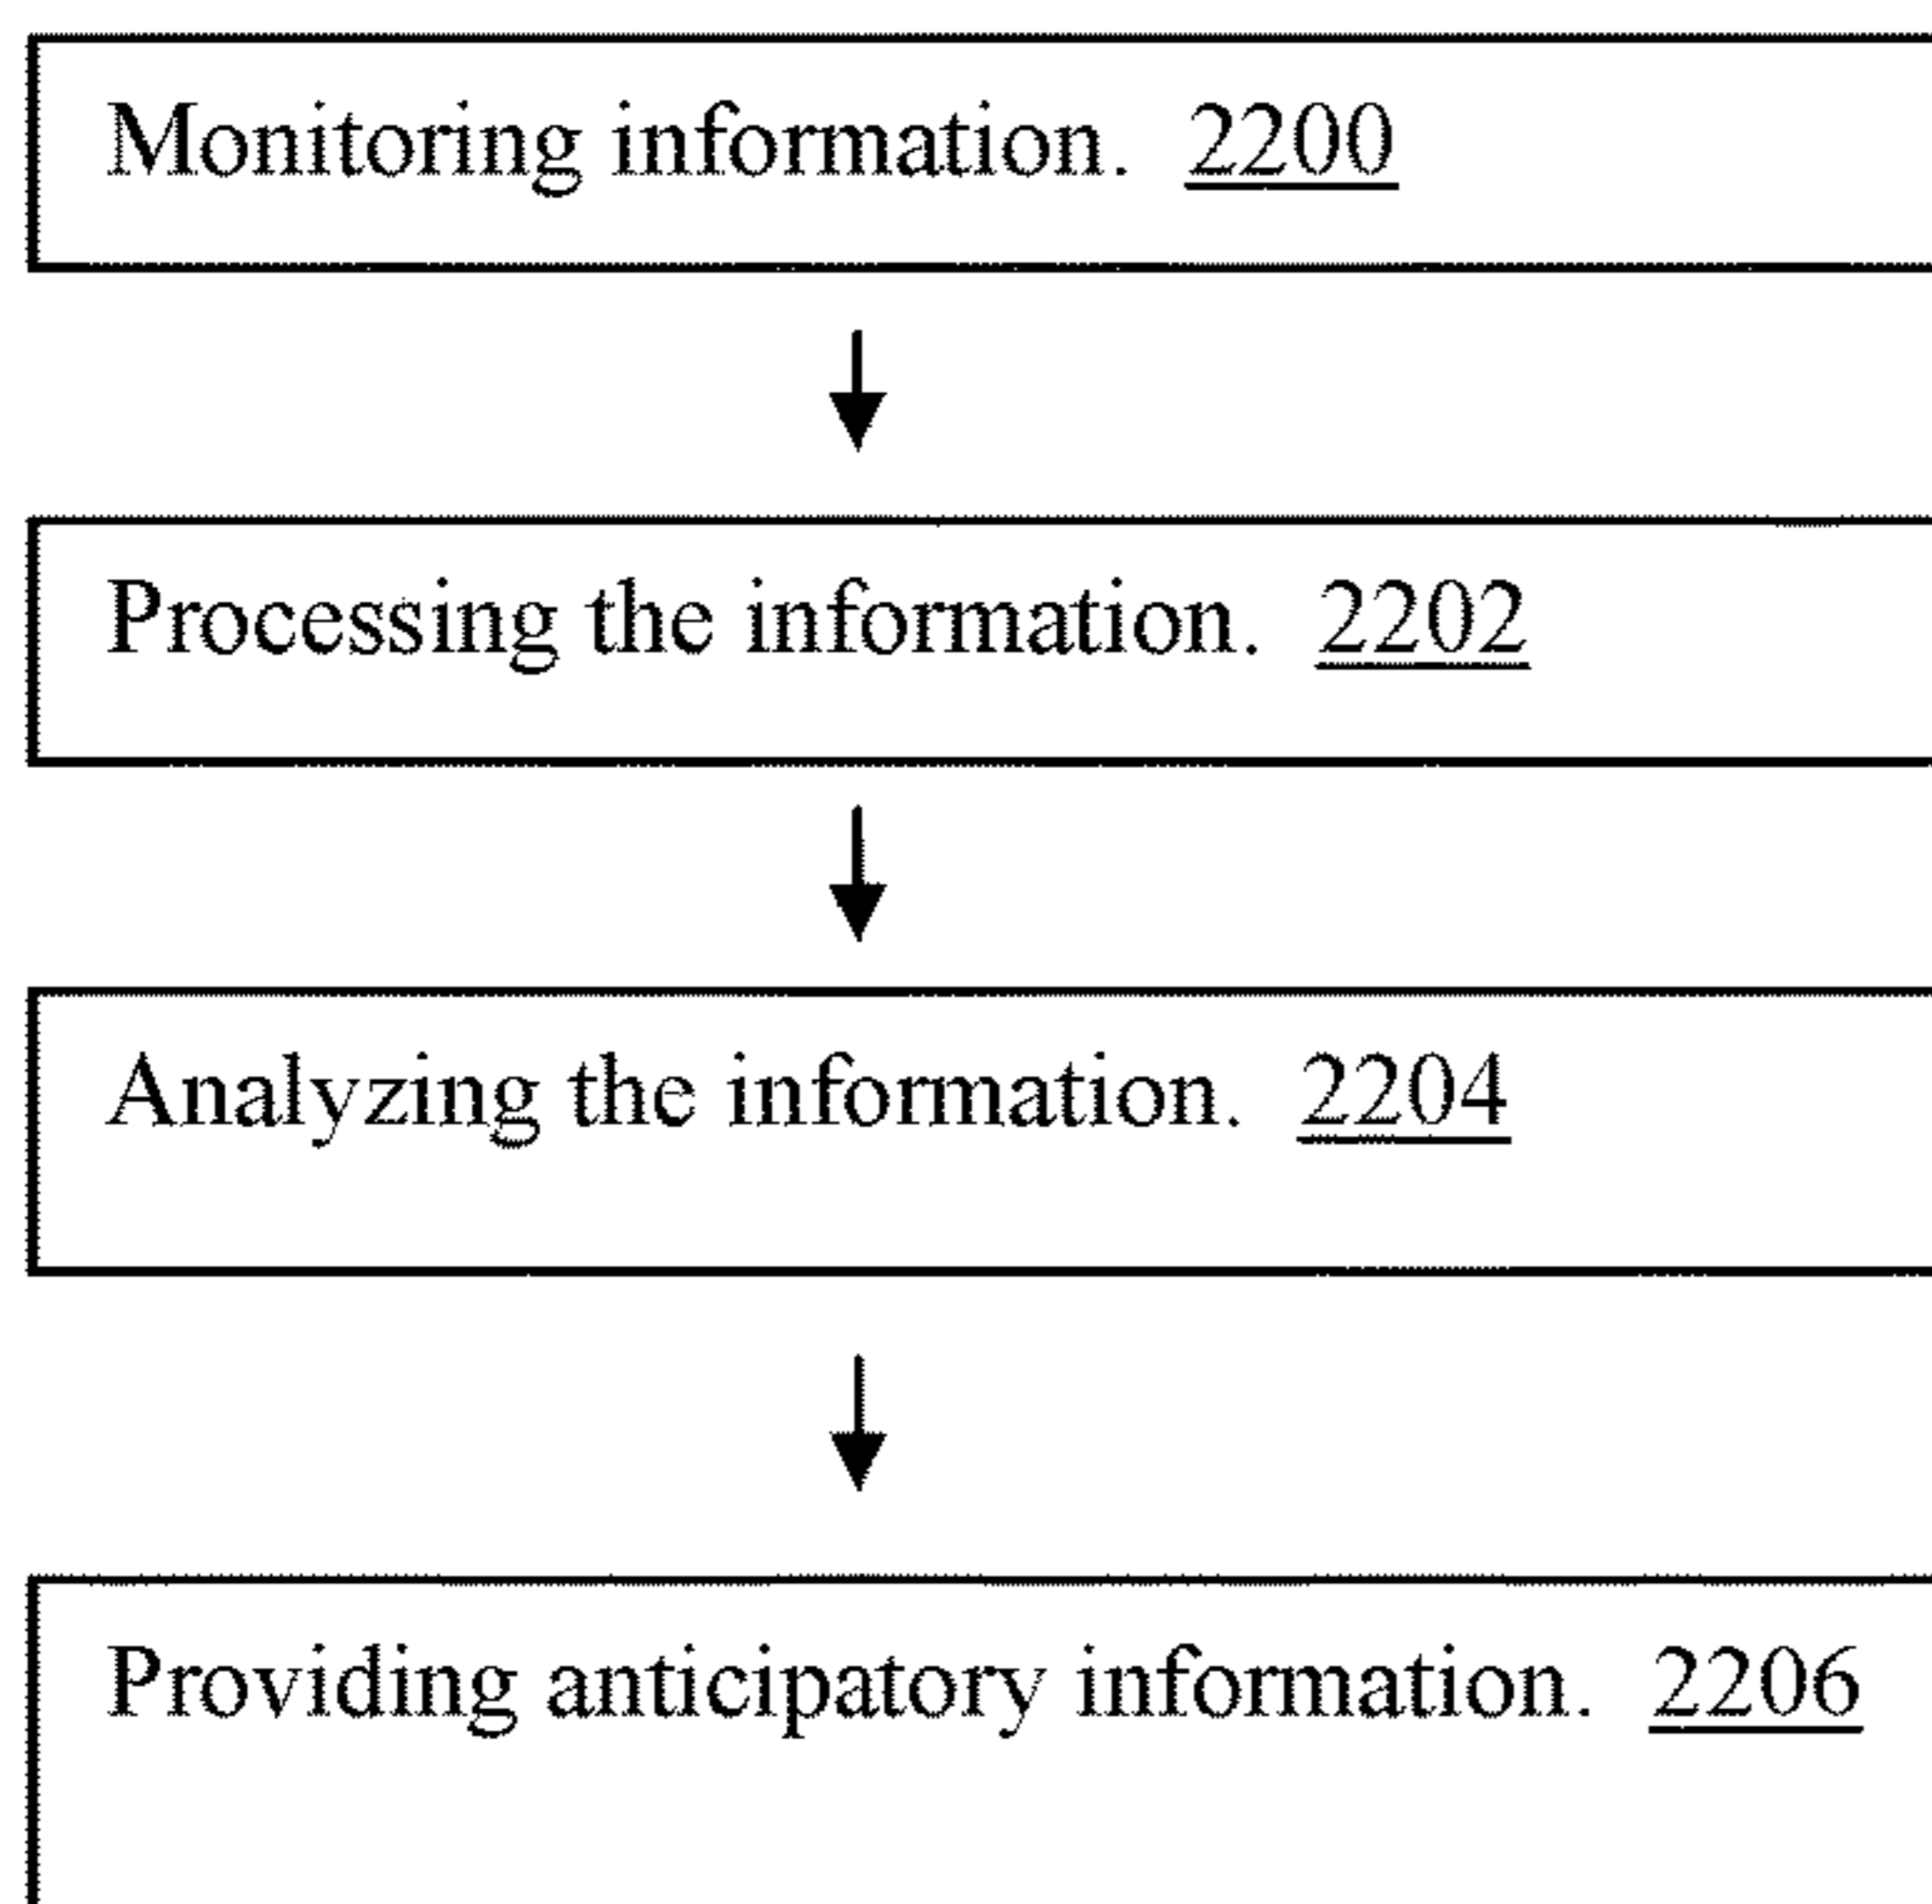 Monitoring information. 2200
Processing the information. 2202
Analyzing the information. 2204
Providing anticipatory information. 2206